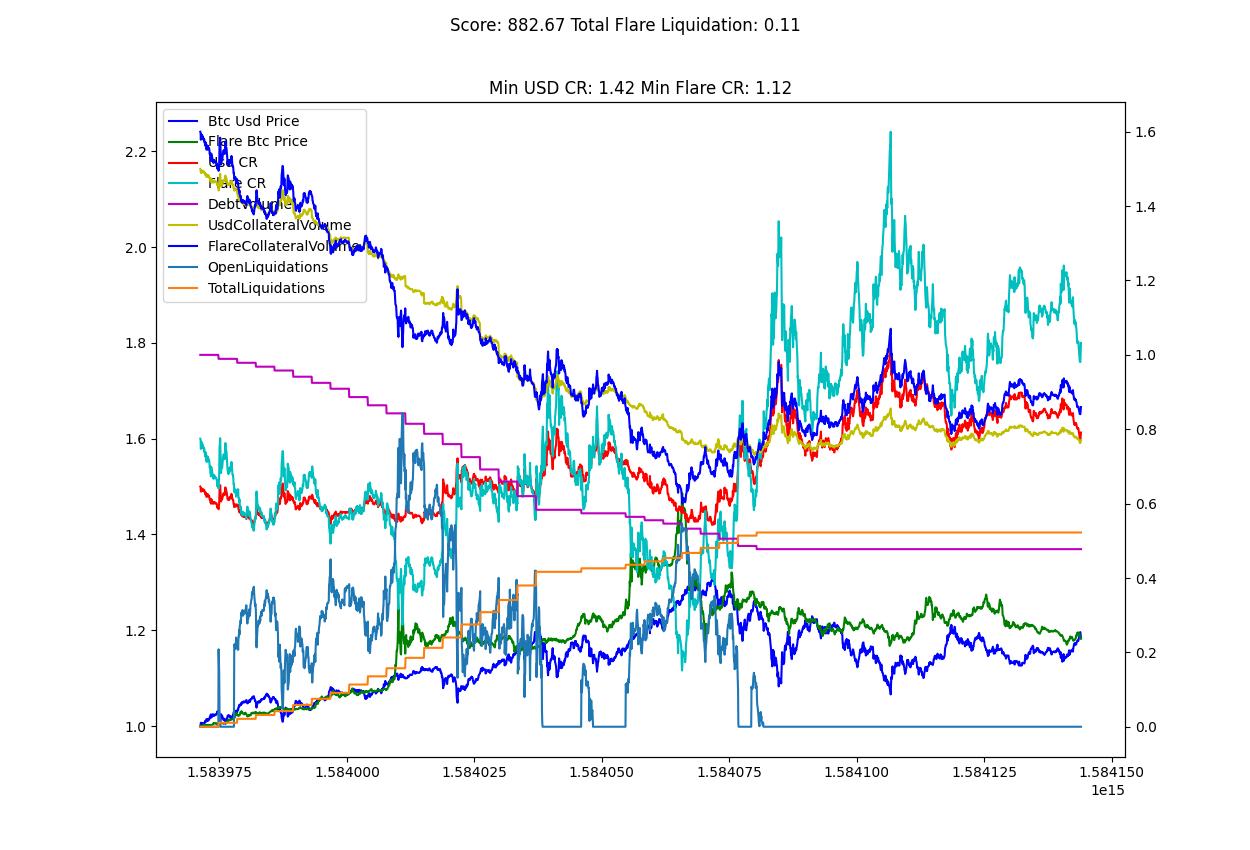 Score: 882.67 Total Flare Liquidation: 0.11
Min USD CR: 1.42 Min Flare CR: 1.12
Btc Usd Price
Flare Btc Price
Usd CR
Flare CR
DebtVolume
UsdCollateralVolume
FlareCollateralVolume
OpenLiquidations
TotalLiquidations
2.2
2.0
1.8
1.6
1.4
1.2
1.0
1.6
1.4
1.2
1.0
0.8
0.6
0.4
0.2
0.0
1.583975 1.584000 1.584025 1.584050 1.584075 1.584100 1.584125 1.584150
1e15